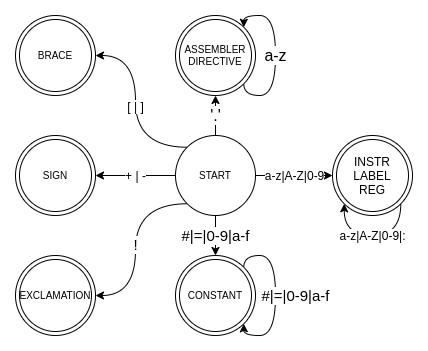 BRACE
ASSEMBLER
DIRECTIVE
a-z
[ | ]
'.'
SIGN
+ | -
START
a-z|A-Z|0-9
INSTR
LABEL
REG
!
#|=|0-9|a-f
a-z|A-Z|0-9|:
EXCLAMATION
CONSTANT
#|=|0-9|a-f